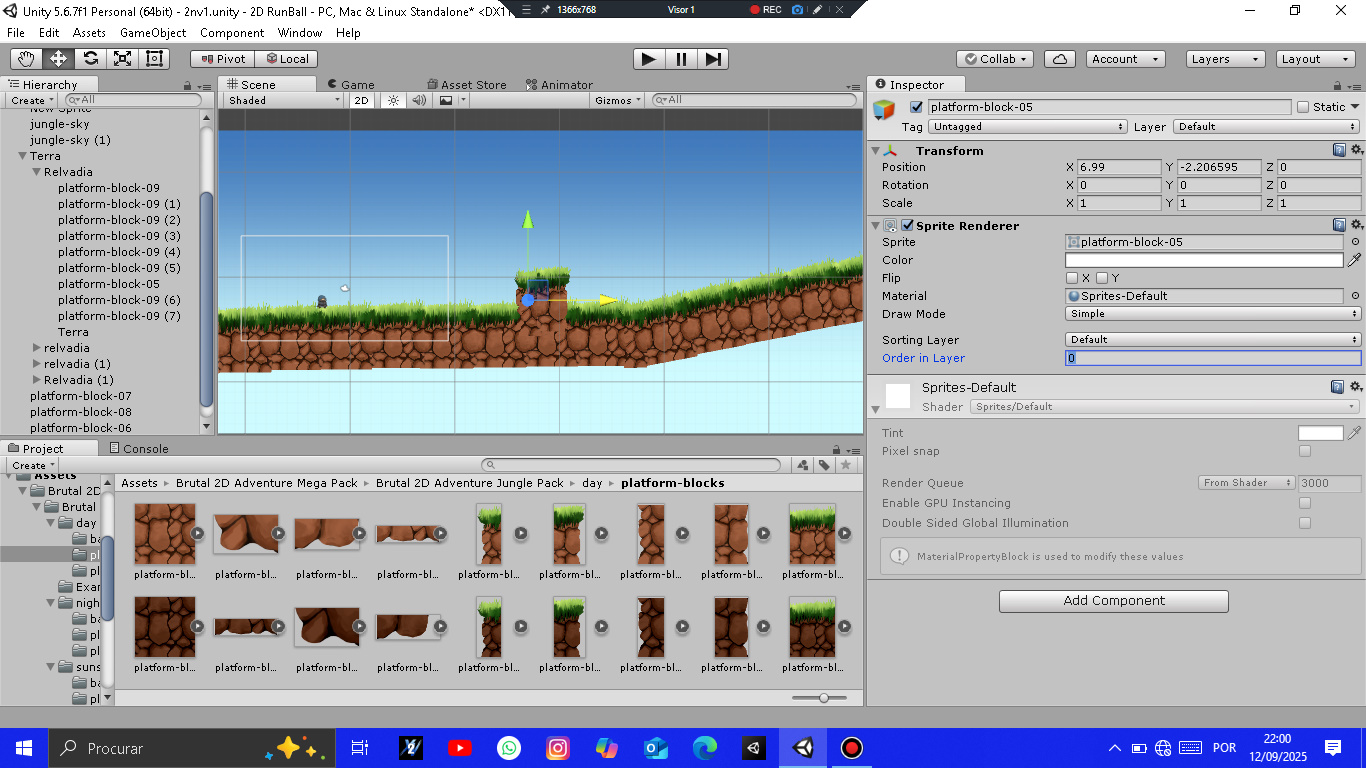 Unity 5.6.7f1 Personal (64bit) - 2nv1.unity - 2D RunBall - PC, Mac & Linux Standalone* <DX11
1366x768 Visor 1 REC
File Edit Assets GameObject Component Window Help
Pivot Local Collab Account Layers Layout
Hierarchy
Create All
jungle-sky
jungle-sky (1)
Terra
Relvadia
platform-block-09
platform-block-09 (1)
platform-block-09 (2)
platform-block-09 (3)
platform-block-09 (4)
platform-block-09 (5)
platform-block-05
platform-block-09 (6)
platform-block-09 (7)
Terra
relvadia
relvadia (1)
Relvadia (1)
platform-block-07
platform-block-08
platform-block-06
Scene Game Asset Store Animator
Shaded 2D Gizmos All
Inspector
platform-block-05 Static
Tag Untagged Layer Default
Transform
Position X 6.99 Y -2.206595 Z 0
Rotation X 0 Y 0 Z 0
Scale X 1 Y 1 Z 1
Sprite Renderer
Sprite platform-block-05
Color
Flip X Y
Material Sprites-Default
Draw Mode Simple
Sorting Layer Default
Order in Layer 0
Sprites-Default
Shader Sprites/Default
Tint
Pixel snap
Render Queue From Shader 3000
Enable GPU Instancing
Double Sided Global Illumination
MaterialPropertyBlock is used to modify these values
Add Component
Project Console
Create
Assets
Brutal 2D
Brutal
day
ba
pl
pl
Exam
nigh
ba
pl
pl
suns
ba
pl
Assets Brutal 2D Adventure Mega Pack Brutal 2D Adventure Jungle Pack day platform-blocks
platform-bl... platform-bl... platform-bl... platform-bl... platform-bl... platform-bl... platform-bl... platform-bl... platform-bl...
platform-bl... platform-bl... platform-bl... platform-bl... platform-bl... platform-bl... platform-bl... platform-bl... platform-bl...
Procurar
POR
22:00
12/09/2025